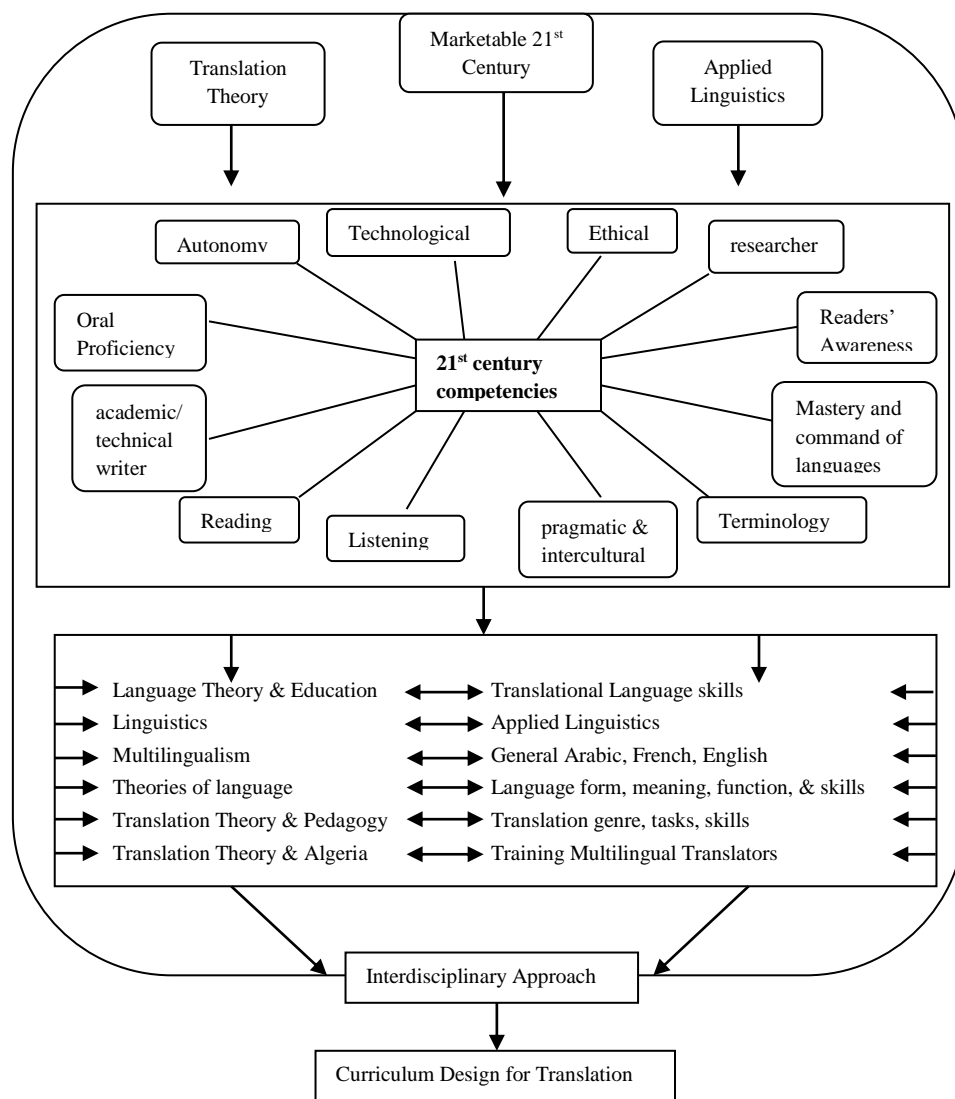 Marketable 21st
Century
Translation
Theory
Applied
Linguistics
Autonomy
Technological
Ethical
researcher
Oral
Proficiency
Readers’
Awareness
21st century
competencies
academic/
technical
writer
Mastery and
command of
languages
Reading
Listening
pragmatic &
intercultural
Terminology
Language Theory & Education
Translational Language skills
Linguistics
Applied Linguistics
Multilingualism
General Arabic, French, English
Theories of language
Language form, meaning, function, & skills
Translation Theory & Pedagogy
Translation genre, tasks, skills
Translation Theory & Algeria
Training Multilingual Translators
Interdisciplinary Approach
Curriculum Design for Translation